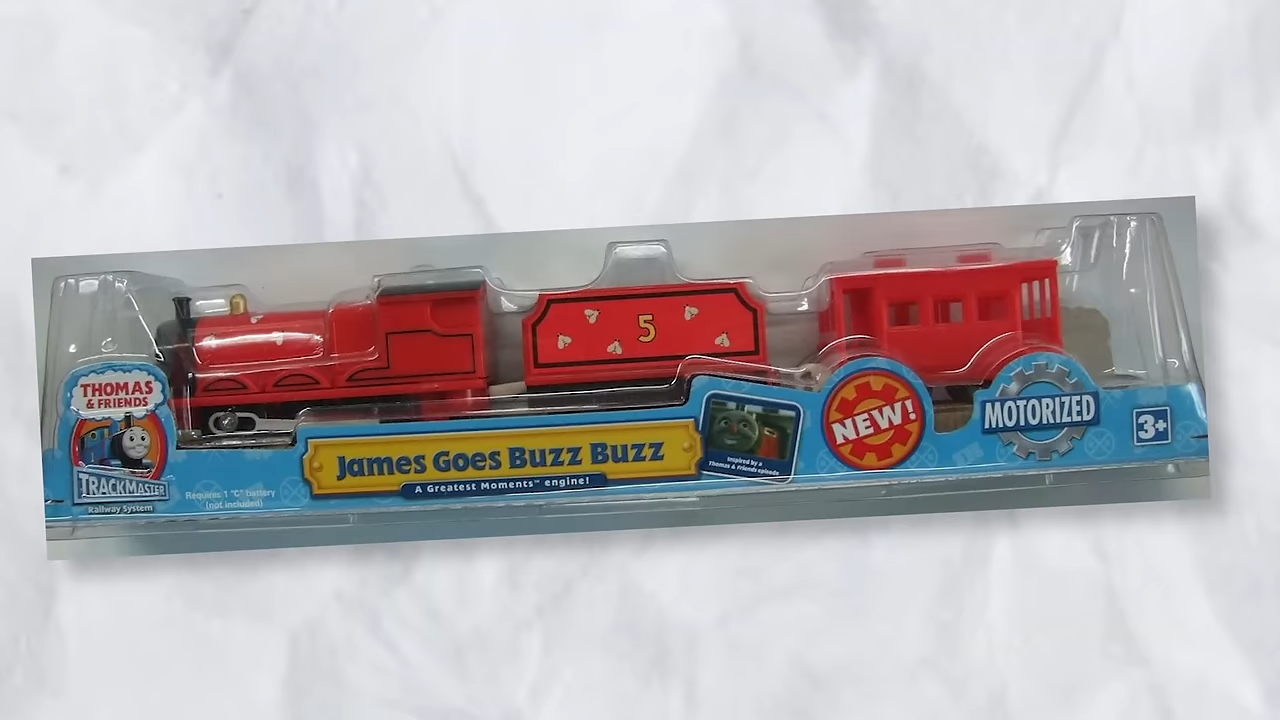 5
THOMAS
& FRIENDS
TRACKMASTER
Railway System
Requires 1 "C" battery
(not included)
James Goes Buzz Buzz
A Greatest Moments™ engine!
Inspired by a
Thomas & Friends episode
NEW!
MOTORIZED
3+